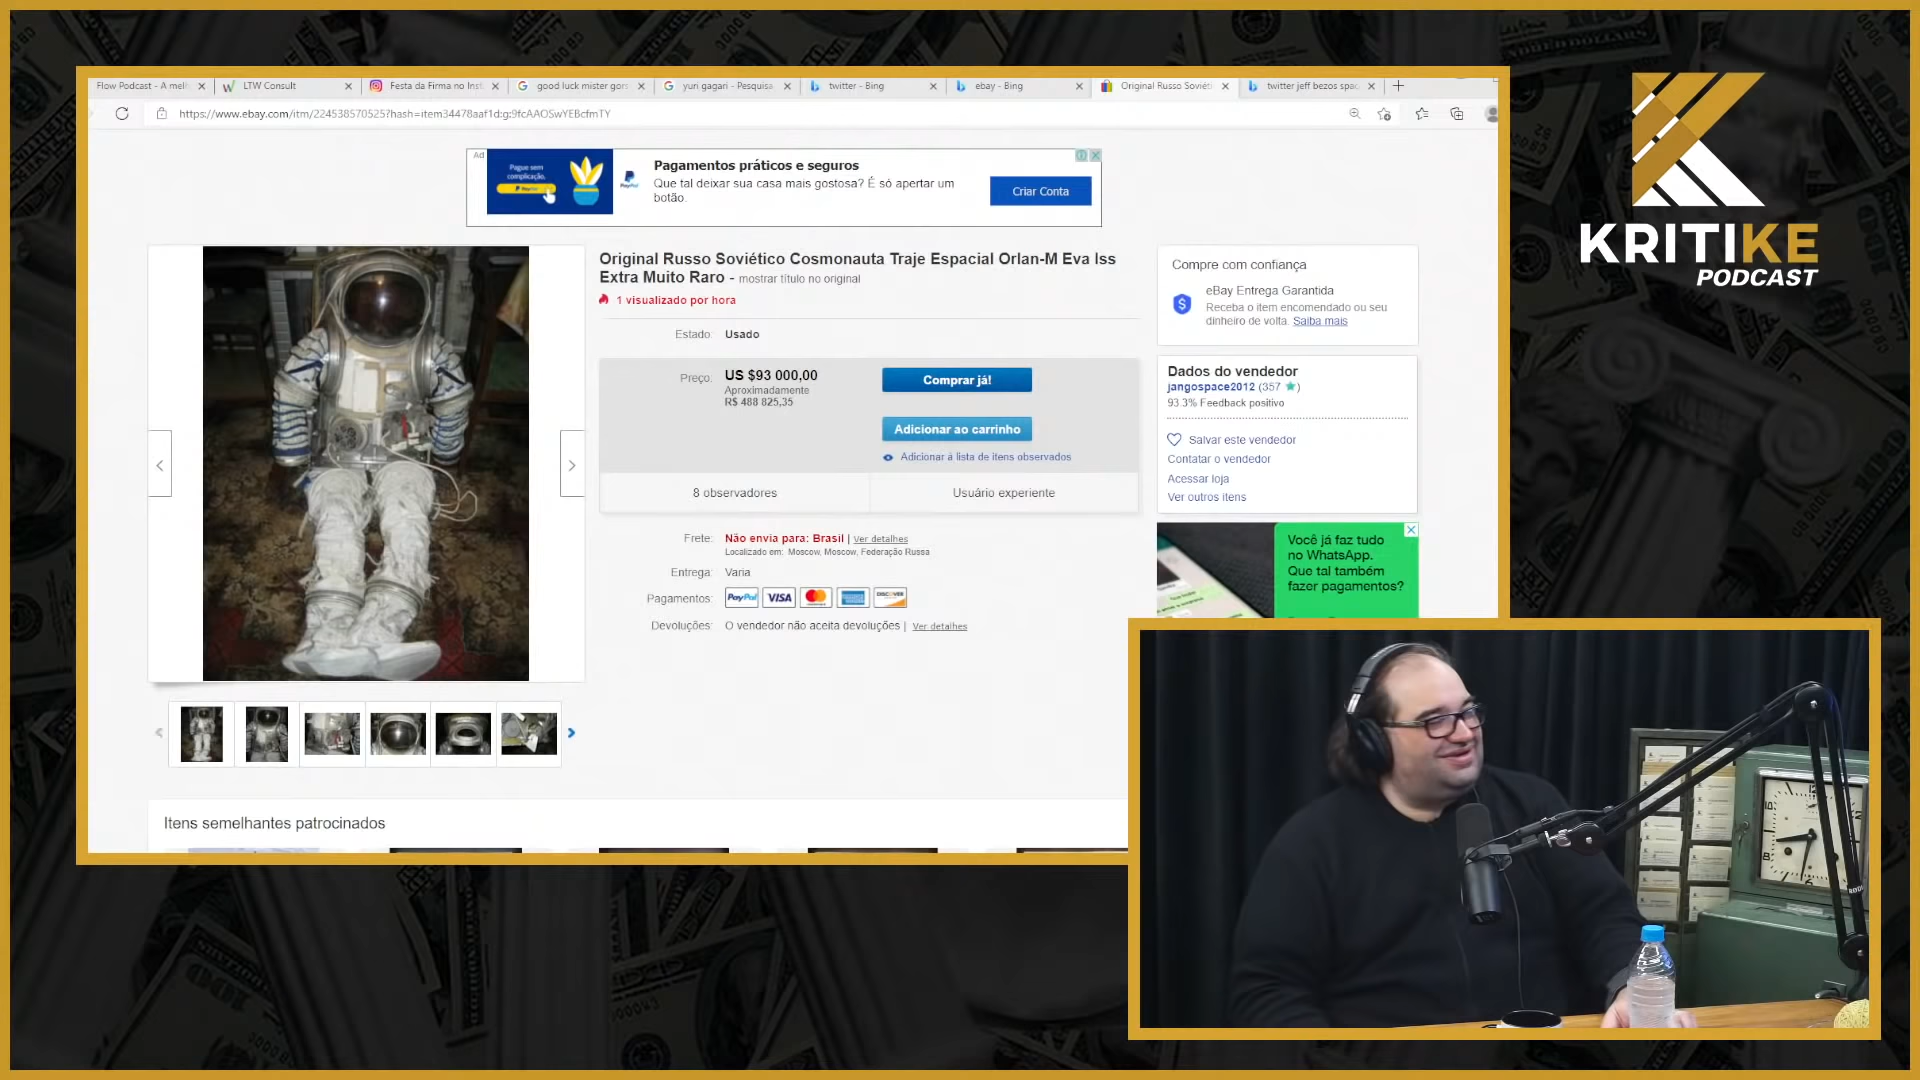 Flow Podcast - A melh
LTW Consult
Festa da Firma no Inst
good luck mister gors
yuri gagari - Pesquisa
twitter - Bing
ebay - Bing
Original Russo Soviéti
twitter jeff bezos spac
https://www.ebay.com/itm/224538570525?hash=item34478aaf1d:g:9fcAAOSwYEBcfmTY
Ad
Pague sem
complicação.
PayPal
Pagamentos práticos e seguros
Que tal deixar sua casa mais gostosa? É só apertar um
botão.
Criar Conta
KRITIKE
PODCAST
Original Russo Soviético Cosmonauta Traje Espacial Orlan-M Eva Iss
Extra Muito Raro - mostrar título no original
1 visualizado por hora
Estado: Usado
Preço: US $93 000,00
Aproximadamente
R$ 488 825,35
Comprar já!
Adicionar ao carrinho
Adicionar à lista de itens observados
8 observadores
Usuário experiente
Frete: Não envia para: Brasil | Ver detalhes
Localizado em: Moscow, Moscow, Federação Russa
Entrega: Varia
Pagamentos: PayPal VISA DISCOVER
Devoluções: O vendedor não aceita devoluções | Ver detalhes
Compre com confiança
eBay Entrega Garantida
Receba o item encomendado ou seu
dinheiro de volta. Saiba mais
Dados do vendedor
jangospace2012 (357 ★)
93.3% Feedback positivo
Salvar este vendedor
Contatar o vendedor
Acessar loja
Ver outros itens
Você já faz tudo
no WhatsApp.
Que tal também
fazer pagamentos?
Itens semelhantes patrocinados